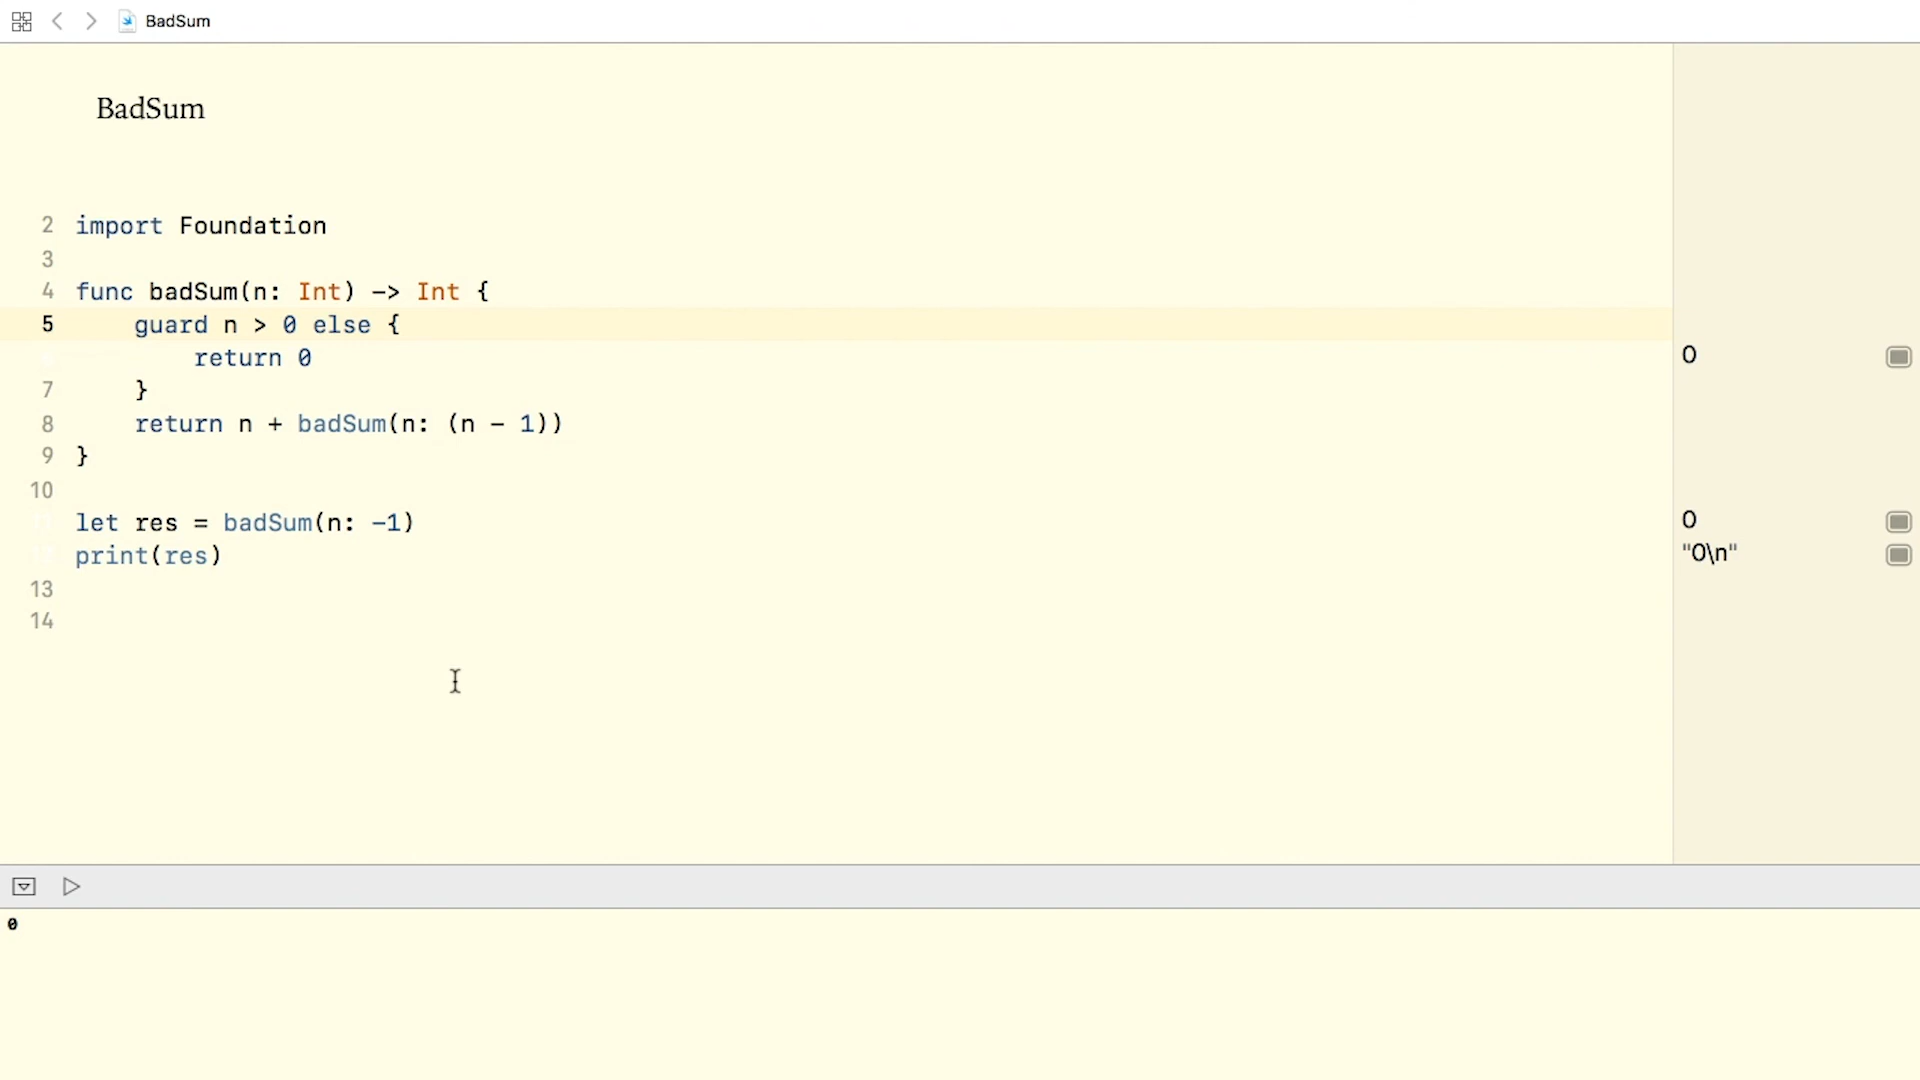 BadSum
BadSum
2 import Foundation
3
4 func badSum(n: Int) -> Int {
5 guard n > 0 else {
return 0
0
7 }
8 return n + badSum(n: (n - 1))
9 }
10
let res = badSum(n: -1)
0
print(res)
"0\n"
13
14
0